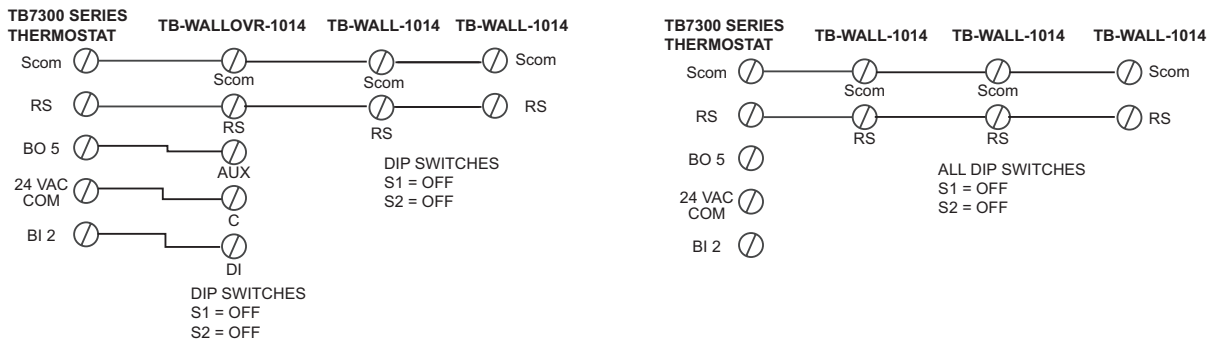 TB7300 SERIES
THERMOSTAT
TB-WALLOVR-1014
TB-WALL-1014
TB-WALL-1014
Scom
Scom
Scom
Scom
RS
RS
RS
RS
BO 5
AUX
24 VAC
COM
C
BI 2
DI
DIP SWITCHES
S1 = OFF
S2 = OFF
DIP SWITCHES
S1 = OFF
S2 = OFF
TB7300 SERIES
THERMOSTAT
TB-WALL-1014
TB-WALL-1014
TB-WALL-1014
Scom
Scom
Scom
Scom
RS
RS
RS
RS
BO 5
24 VAC
COM
BI 2
ALL DIP SWITCHES
S1 = OFF
S2 = OFF